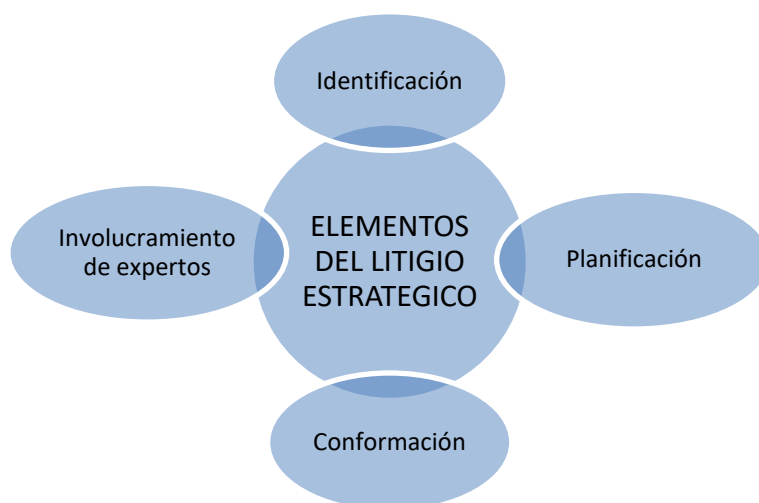 Identificación
Involucramiento
de expertos
ELEMENTOS
DEL LITIGIO
ESTRATEGICO
Planificación
Conformación